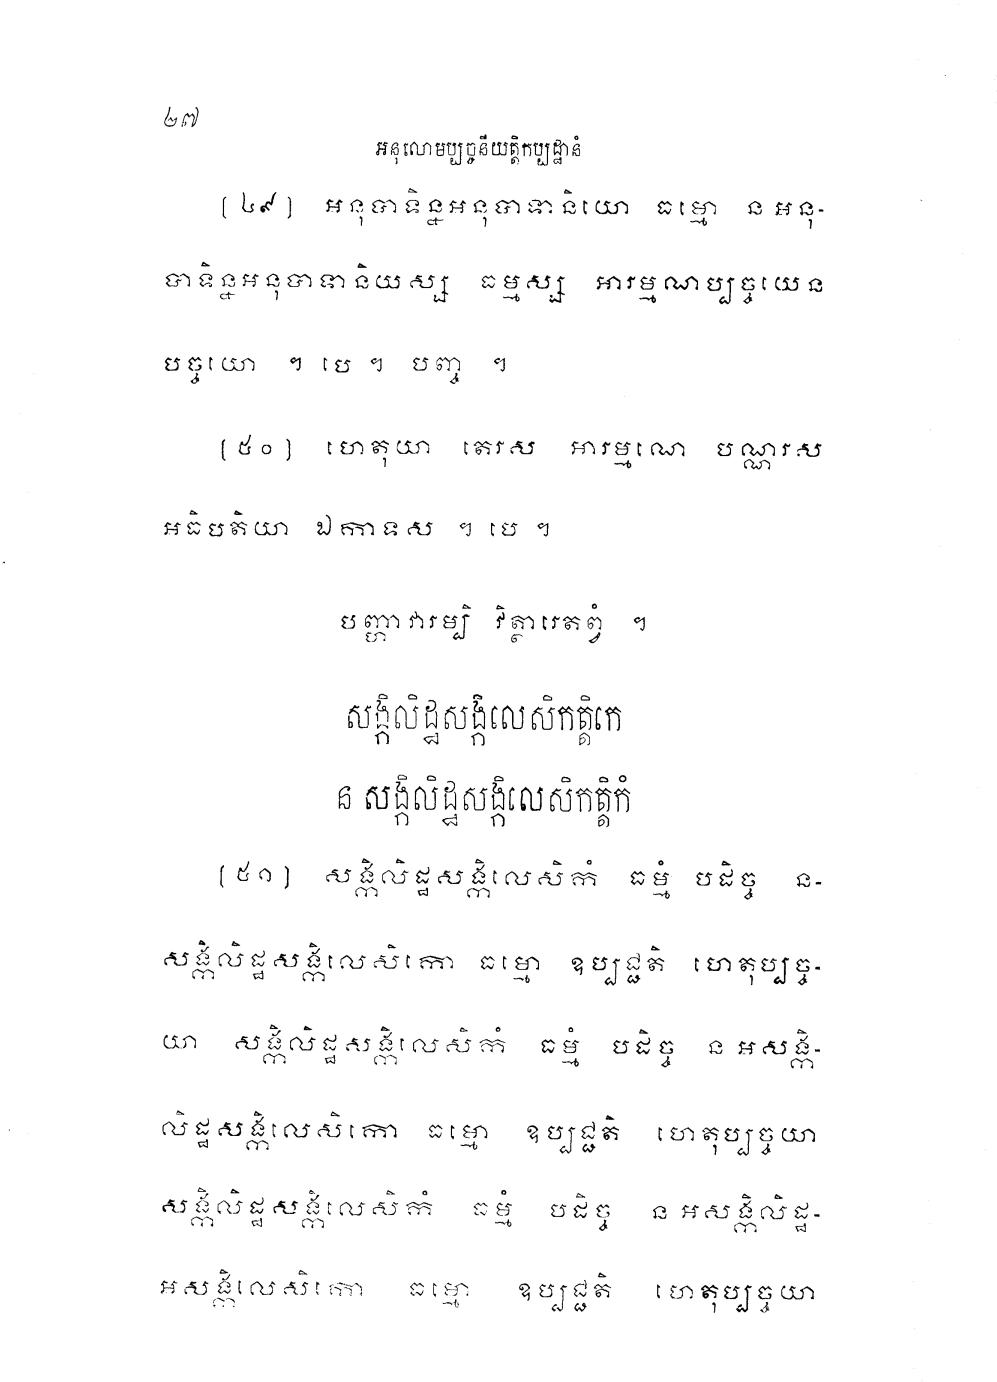 ២៧
អនុលោមប្បច្ចនីយត្តិកប្បដ្ឋានំ
[៤៩] អនុបាទិន្នអនុបាទានិយោ ធម្មោ ន អនុ-
បាទិន្នអនុបាទានិយស្ស ធម្មស្ស អារម្មណប្បច្ចយេន
បច្ចយោ ។ បេ ។ បញ្ច ។
[៥០] ហេតុយា តេរស អារម្មណេ បណ្ណរស
អធិបតិយា ឯកាទស ។ បេ ។
បញ្ហាវារម្បិ វិត្ថារេតព្វំ ។
សង្កិលិដ្ឋសង្កិលេសិកត្តិកេ
ន សង្កិលិដ្ឋសង្កិលេសិកត្តិកំ
[៥១] សង្កិលិដ្ឋសង្កិលេសិកំ ធម្មំ បដិច្ច ន-
សង្កិលិដ្ឋសង្កិលេសិកោ ធម្មោ ឧប្បជ្ជតិ ហេតុប្បច្ច-
យា សង្កិលិដ្ឋសង្កិលេសិកំ ធម្មំ បដិច្ច ន អសង្កិ-
លិដ្ឋសង្កិលេសិកោ ធម្មោ ឧប្បជ្ជតិ ហេតុប្បច្ចយា
សង្កិលិដ្ឋសង្កិលេសិកំ ធម្មំ បដិច្ច ន អសង្កិលិដ្ឋ-
អសង្កិលេសិកោ ធម្មោ ឧប្បជ្ជតិ ហេតុប្បច្ចយា